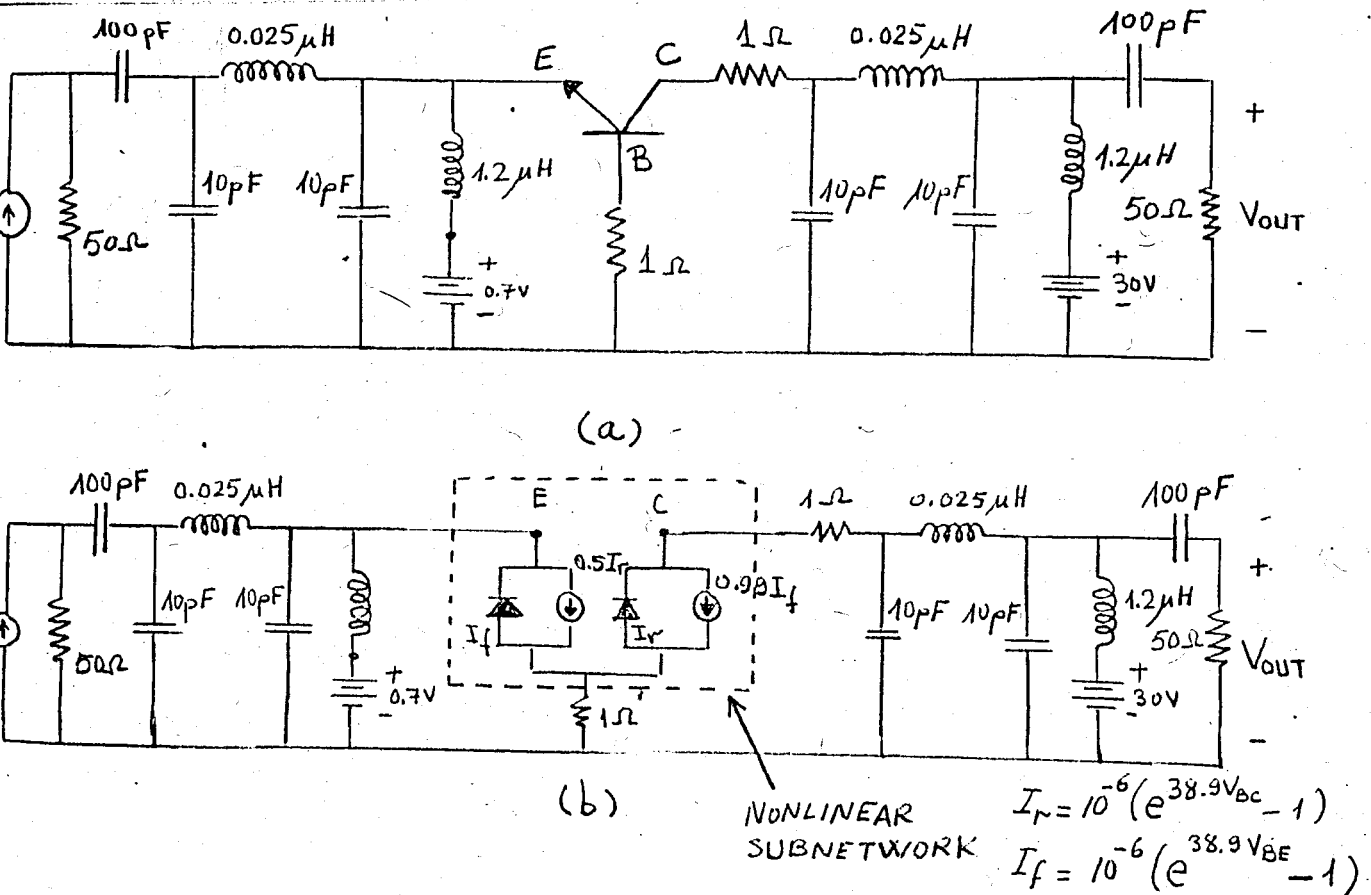 100pF 0.025μH E C 1Ω 0.025μH 100pF
50Ω 10pF 10pF 1.2μH B 1Ω 10pF 10pF 1.2μH 50Ω + VOUT −
+ 0.7V −
+ 30V −
(a)
100pF 0.025μH E C 1Ω 0.025μH 100pF
50Ω 10pF 10pF If 0.5Ir Ir 0.98If 10pF 10pF 1.2μH 50Ω + VOUT −
+ 0.7V −
1Ω
+ 30V −
(b)
NONLINEAR
SUBNETWORK
Ir = 10^-6 (e^38.9VBC - 1)
If = 10^-6 (e^38.9VBE - 1)